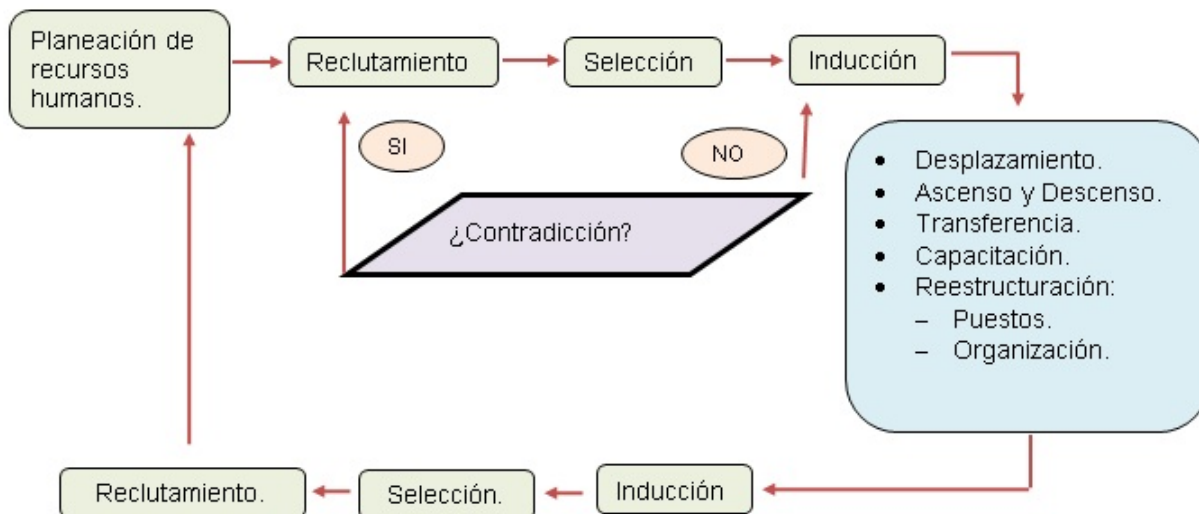 Planeación de
recursos
humanos.
Reclutamiento
Selección
Inducción
SI
NO
¿Contradicción?
• Desplazamiento.
• Ascenso y Descenso.
• Transferencia.
• Capacitación.
• Reestructuración:
– Puestos.
– Organización.
Reclutamiento.
Selección.
Inducción